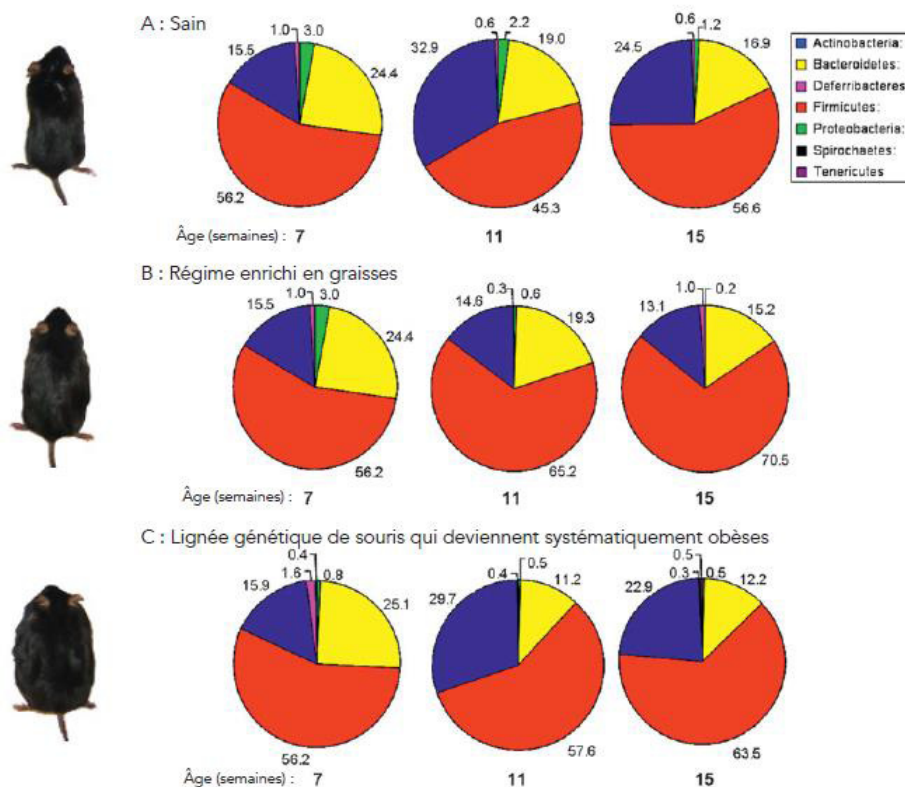 A : Sain
1.0 3.0
15.5
24.4
56.2
0.6 2.2
32.9 19.0
45.3
0.6 1.2
24.5 16.9
56.6
Actinobacteria:
Bacteroidetes:
Deferribacteres
Firmicutes:
Proteobacteria:
Spirochaetes:
Tenericutes
Âge (semaines) : 7 11 15
B : Régime enrichi en graisses
1.0 3.0
15.5
24.4
56.2
0.3 0.6
14.6 19.3
65.2
1.0 0.2
13.1 15.2
70.5
Âge (semaines) : 7 11 15
C : Lignée génétique de souris qui deviennent systématiquement obèses
0.4
1.6 0.8
15.9 25.1
56.2
0.5
0.4 11.2
29.7
57.6
0.5
0.3 0.5
22.9 12.2
63.5
Âge (semaines) : 7 11 15